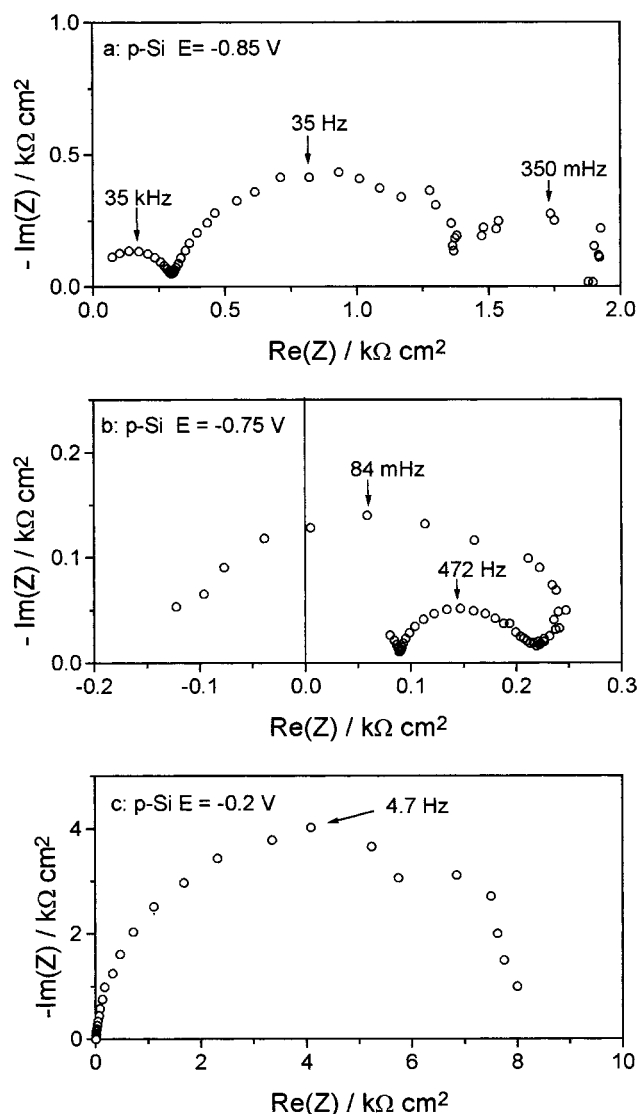 a: p-Si E= -0.85 V
1.0
0.5
0.0
- Im(Z) / kΩ cm²
35 kHz
35 Hz
350 mHz
0.0 0.5 1.0 1.5 2.0
Re(Z) / kΩ cm²
b: p-Si E = -0.75 V
0.2
0.1
0.0
- Im(Z) / kΩ cm²
84 mHz
472 Hz
-0.2 -0.1 0.0 0.1 0.2 0.3
Re(Z) / kΩ cm²
c: p-Si E = -0.2 V
4
2
0
-Im(Z) / kΩ cm²
4.7 Hz
0 2 4 6 8 10
Re(Z) / kΩ cm²